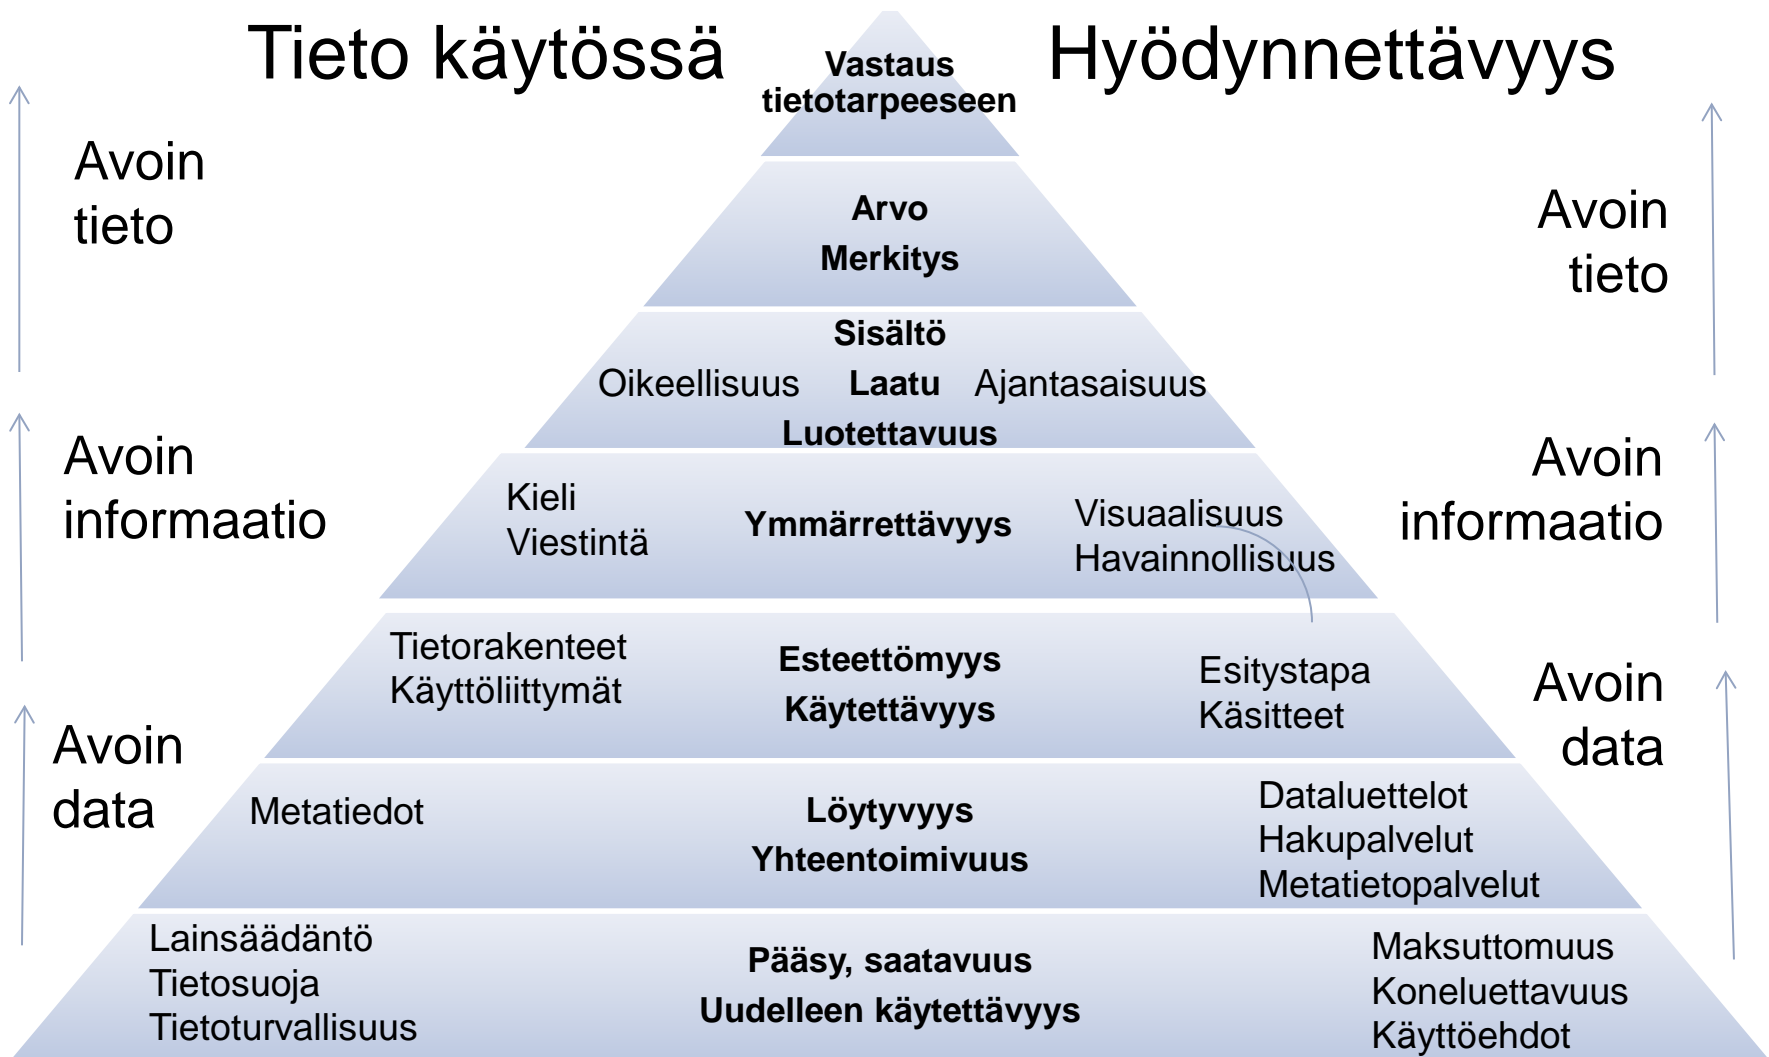 Tieto käytössä
Hyödynnettävyys
Vastaus
tietotarpeeseen
Avoin
tieto
Arvo
Merkitys
Avoin
tieto
Sisältö
Oikeellisuus Laatu Ajantasaisuus
Luotettavuus
Avoin
informaatio
Kieli
Viestintä
Ymmärrettävyys
Visuaalisuus
Havainnollisuus
Avoin
informaatio
Tietorakenteet
Käyttöliittymät
Esteettömyys
Käytettävyys
Esitystapa
Käsitteet
Avoin
data
Avoin
data
Metatiedot
Löytyvyys
Yhteentoimivuus
Dataluettelot
Hakupalvelut
Metatietopalvelut
Lainsäädäntö
Tietosuoja
Tietoturvallisuus
Pääsy, saatavuus
Uudelleen käytettävyys
Maksuttomuus
Koneluettavuus
Käyttöehdot